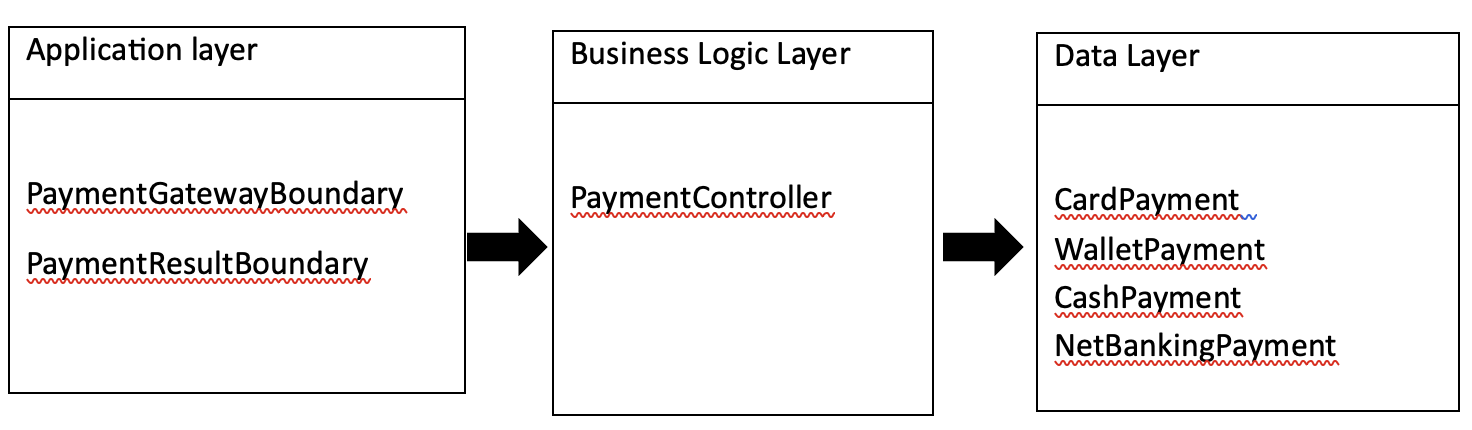 Application layer
PaymentGatewayBoundary
PaymentResultBoundary
Business Logic Layer
PaymentController
Data Layer
CardPayment
WalletPayment
CashPayment
NetBankingPayment